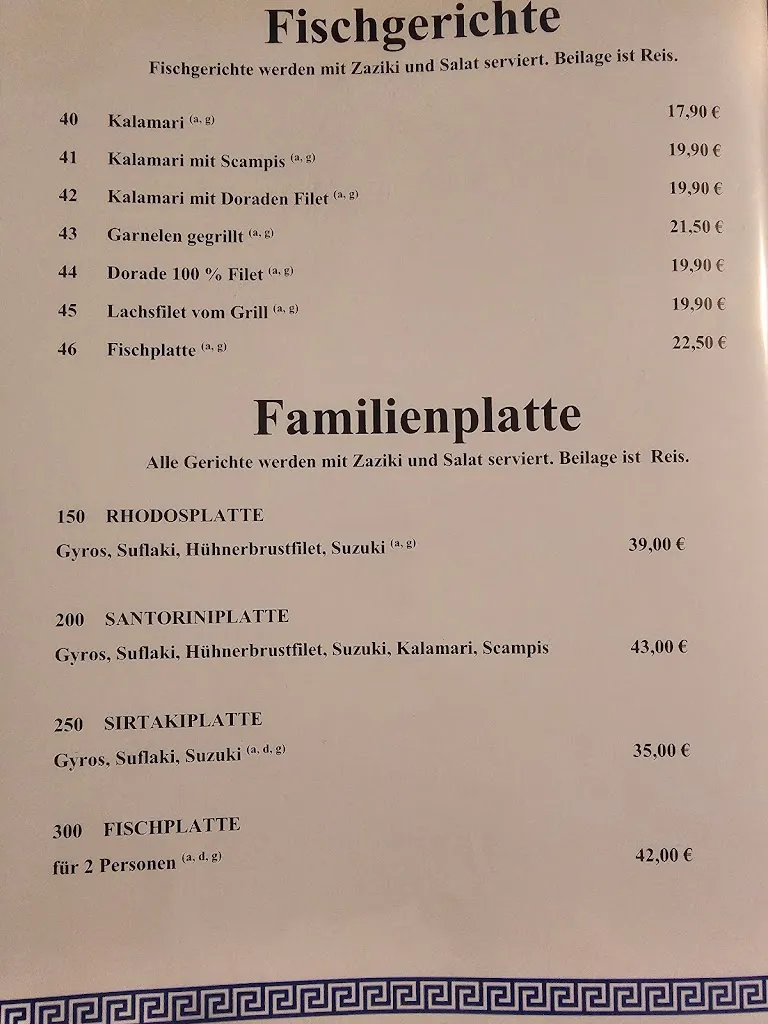 Fischgerichte
Fischgerichte werden mit Zaziki und Salat serviert. Beilage ist Reis.
40 Kalamari (a, g) 17,90 €
41 Kalamari mit Scampis (a, g) 19,90 €
42 Kalamari mit Doraden Filet (a, g) 19,90 €
43 Garnelen gegrillt (a, g) 21,50 €
44 Dorade 100 % Filet (a, g) 19,90 €
45 Lachsfilet vom Grill (a, g) 19,90 €
46 Fischplatte (a, g) 22,50 €
Familienplatte
Alle Gerichte werden mit Zaziki und Salat serviert. Beilage ist Reis.
150 RHODOSPLATTE
Gyros, Suflaki, Hühnerbrustfilet, Suzuki (a, g) 39,00 €
200 SANTORINIPLATTE
Gyros, Suflaki, Hühnerbrustfilet, Suzuki, Kalamari, Scampis 43,00 €
250 SIRTAKIPLATTE
Gyros, Suflaki, Suzuki (a, d, g) 35,00 €
300 FISCHPLATTE
für 2 Personen (a, d, g) 42,00 €